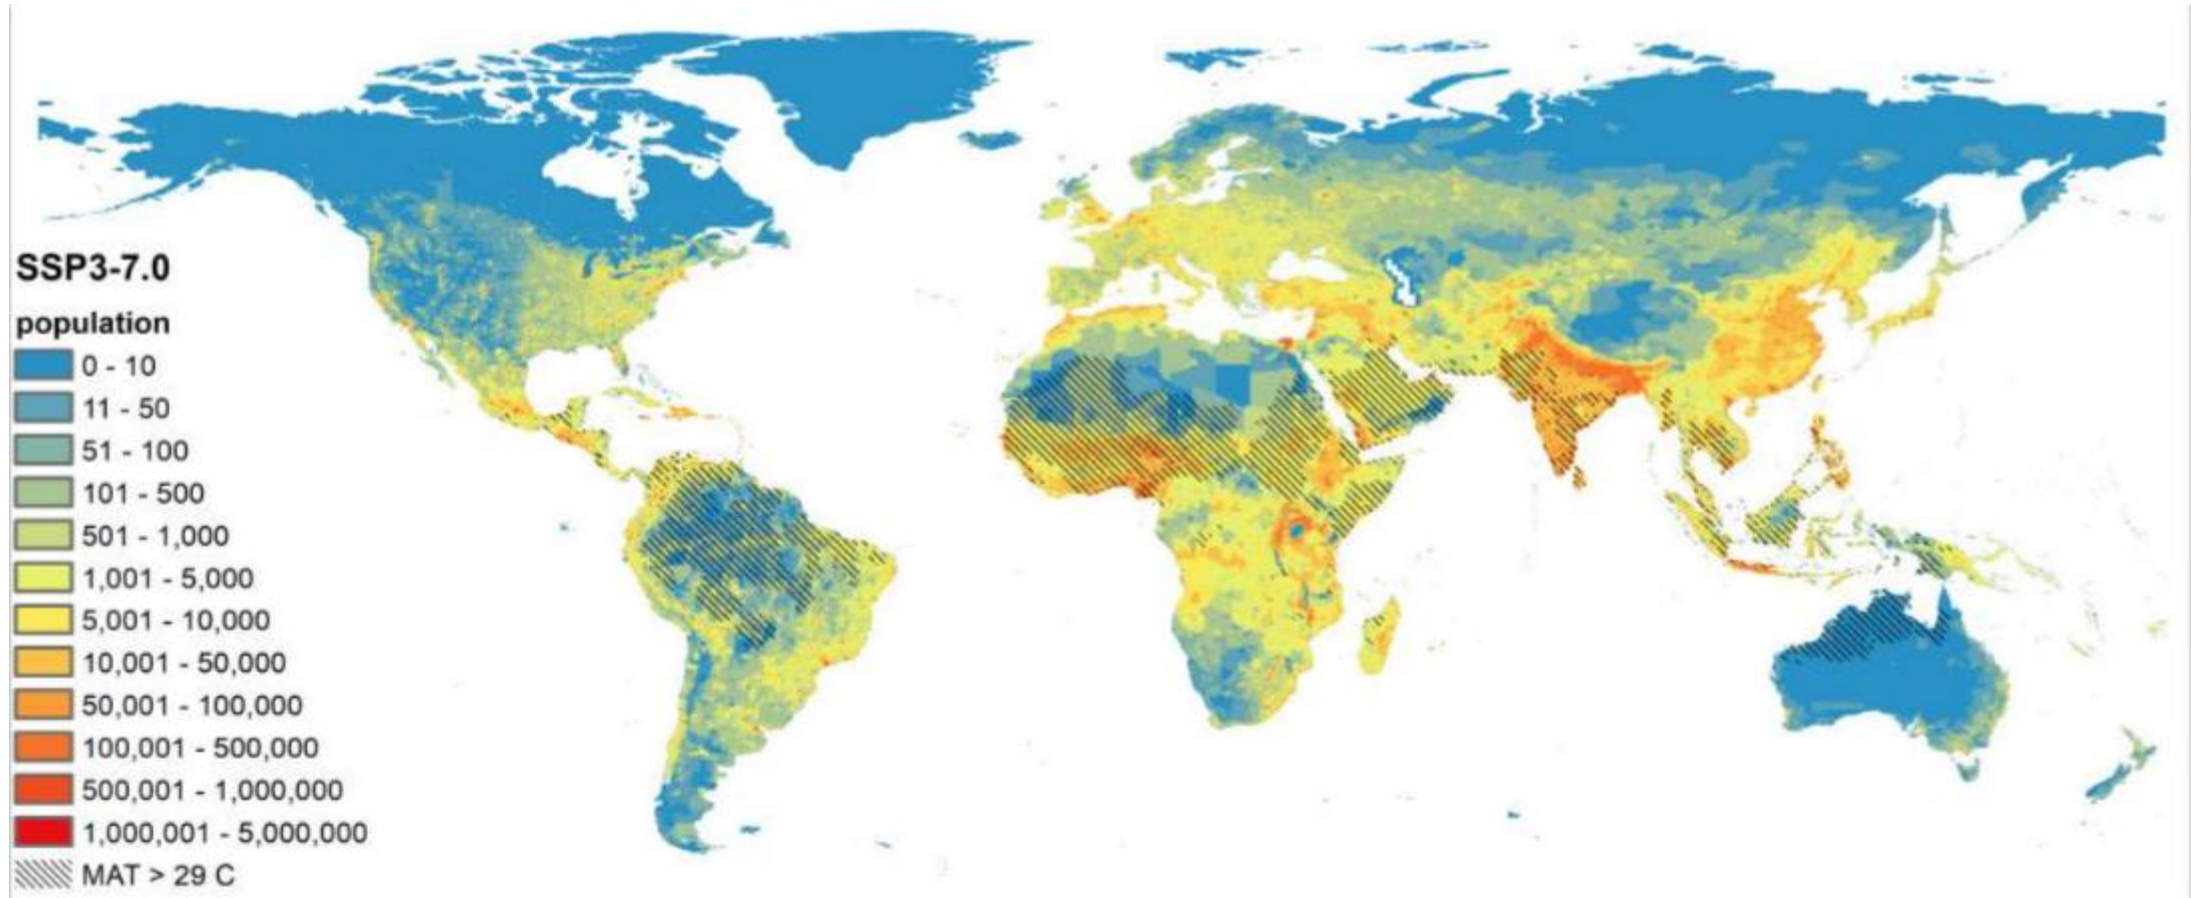 SSP3-7.0
population
0 - 10
11 - 50
51 - 100
101 - 500
501 - 1,000
1,001 - 5,000
5,001 - 10,000
10,001 - 50,000
50,001 - 100,000
100,001 - 500,000
500,001 - 1,000,000
1,000,001 - 5,000,000
MAT > 29 C